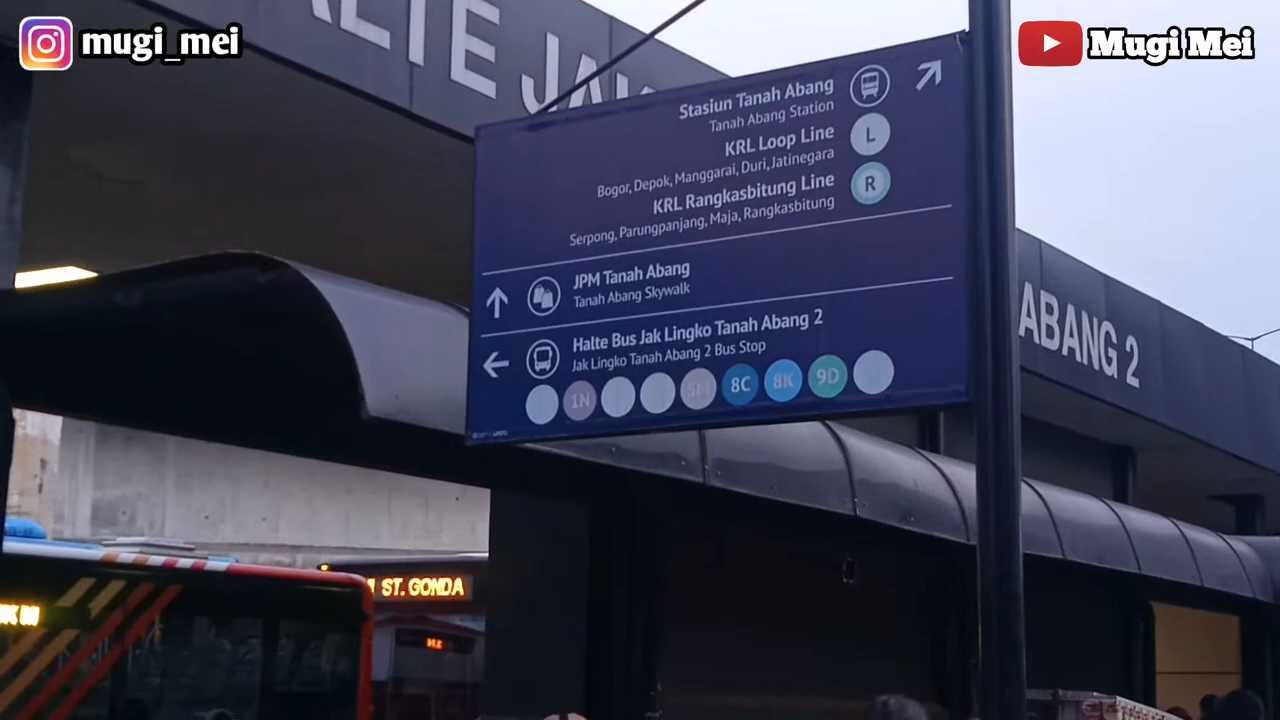 mugi_mei
Mugi Mei
LTE JAK
Stasiun Tanah Abang
Tanah Abang Station
KRL Loop Line
L
Bogor, Depok, Manggarai, Duri, Jatinegara
KRL Rangkasbitung Line
R
Serpong, Parungpanjang, Maja, Rangkasbitung
JPM Tanah Abang
Tanah Abang Skywalk
Halte Bus Jak Lingko Tanah Abang 2
Jak Lingko Tanah Abang 2 Bus Stop
1N 8C 8K 9D
ABANG 2
ST. GONDA